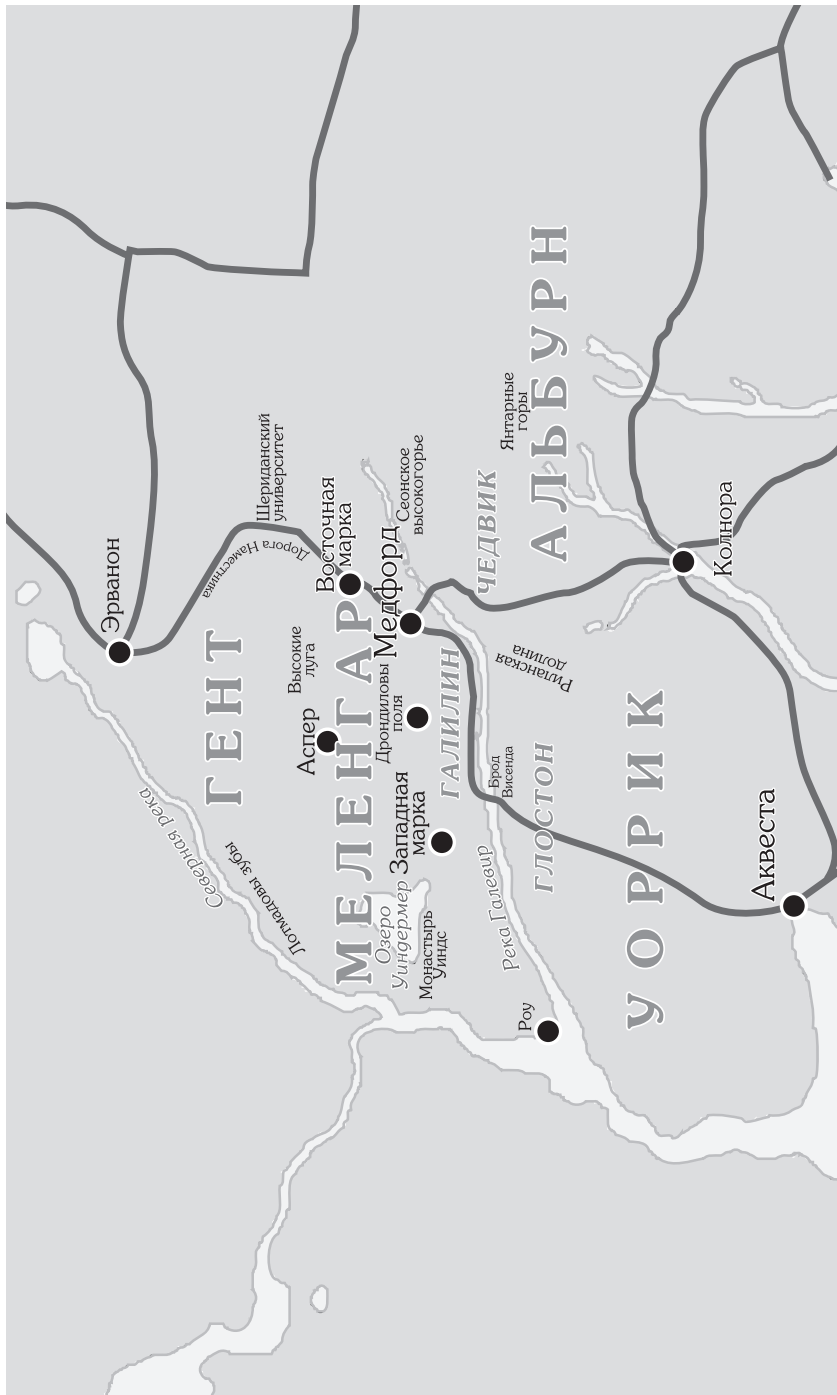 Эрванон
Северная река
ГЕНТ
Дорога Наместника
Шериданский
университет
Лотмадовы зубы
Высокие
луга
Аспер
Восточная
марка
МЕЛЕНГАР
Медфорд
Сеонское
высокогорье
Дрондиловы
поля
Западная
марка
Озеро
Уиндермер
Монастырь
Уиндс
ГАЛИЛИН
ЧЕДВИК
Янтарные
горы
АЛЬБУРН
Риланская
долина
Брод
Висенда
Река Галевир
Роу
ГЛОСТОН
УОРРИК
Колнора
Аквеста